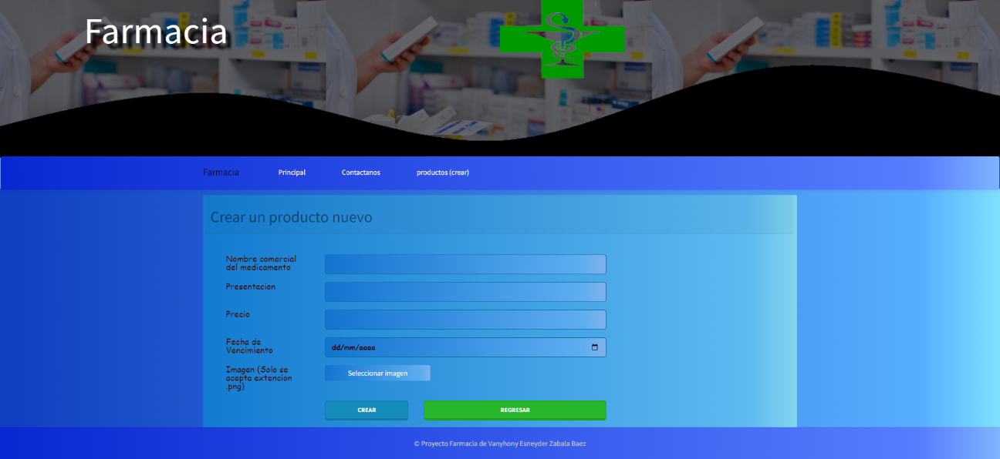 Farmacia
Farmacia Principal Contactanos productos (crear)
Crear un producto nuevo
Nombre comercial
del medicamento
Presentacion
Precio
Fecha de
Vencimiento
dd/mm/aaaa
Imagen (Solo se
acepta extencion
.png)
Seleccionar imagen
CREAR REGRESAR
© Proyecto Farmacia de Vanyhony Esneyder Zabala Baez